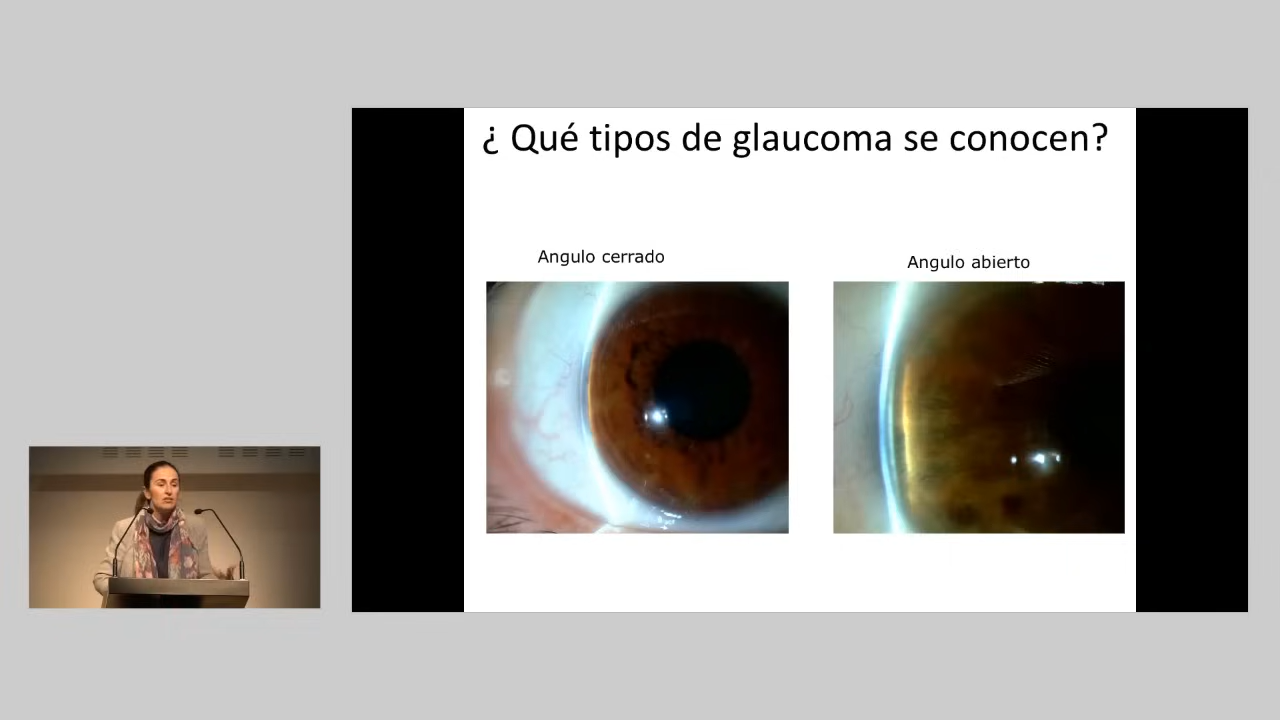 ¿ Qué tipos de glaucoma se conocen?
Angulo cerrado
Angulo abierto